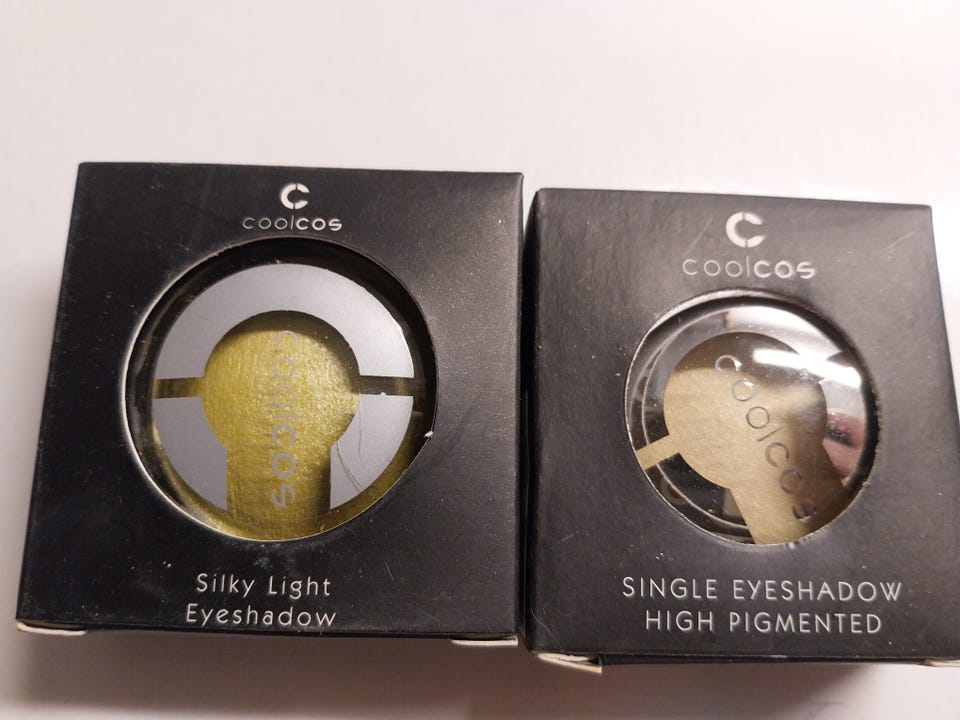 coolcos
coolcos
Silky Light
Eyeshadow
coolcos
coolcos
SINGLE EYESHADOW
HIGH PIGMENTED